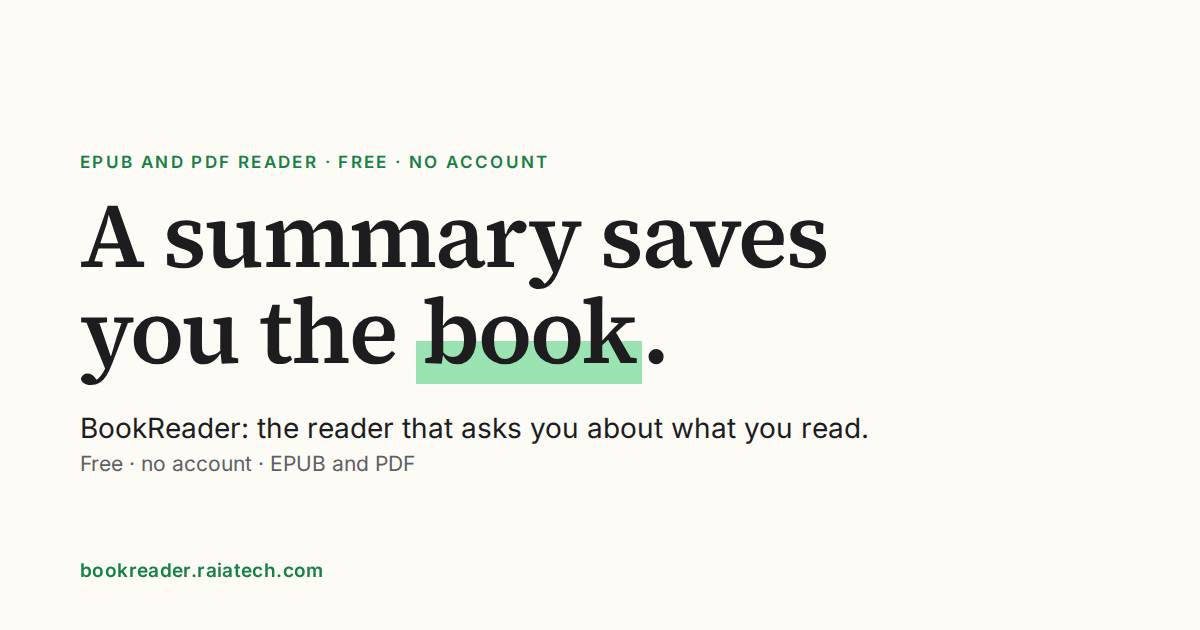 EPUB AND PDF READER · FREE · NO ACCOUNT
A summary saves
you the book.
BookReader: the reader that asks you about what you read.
Free · no account · EPUB and PDF
bookreader.raiatech.com